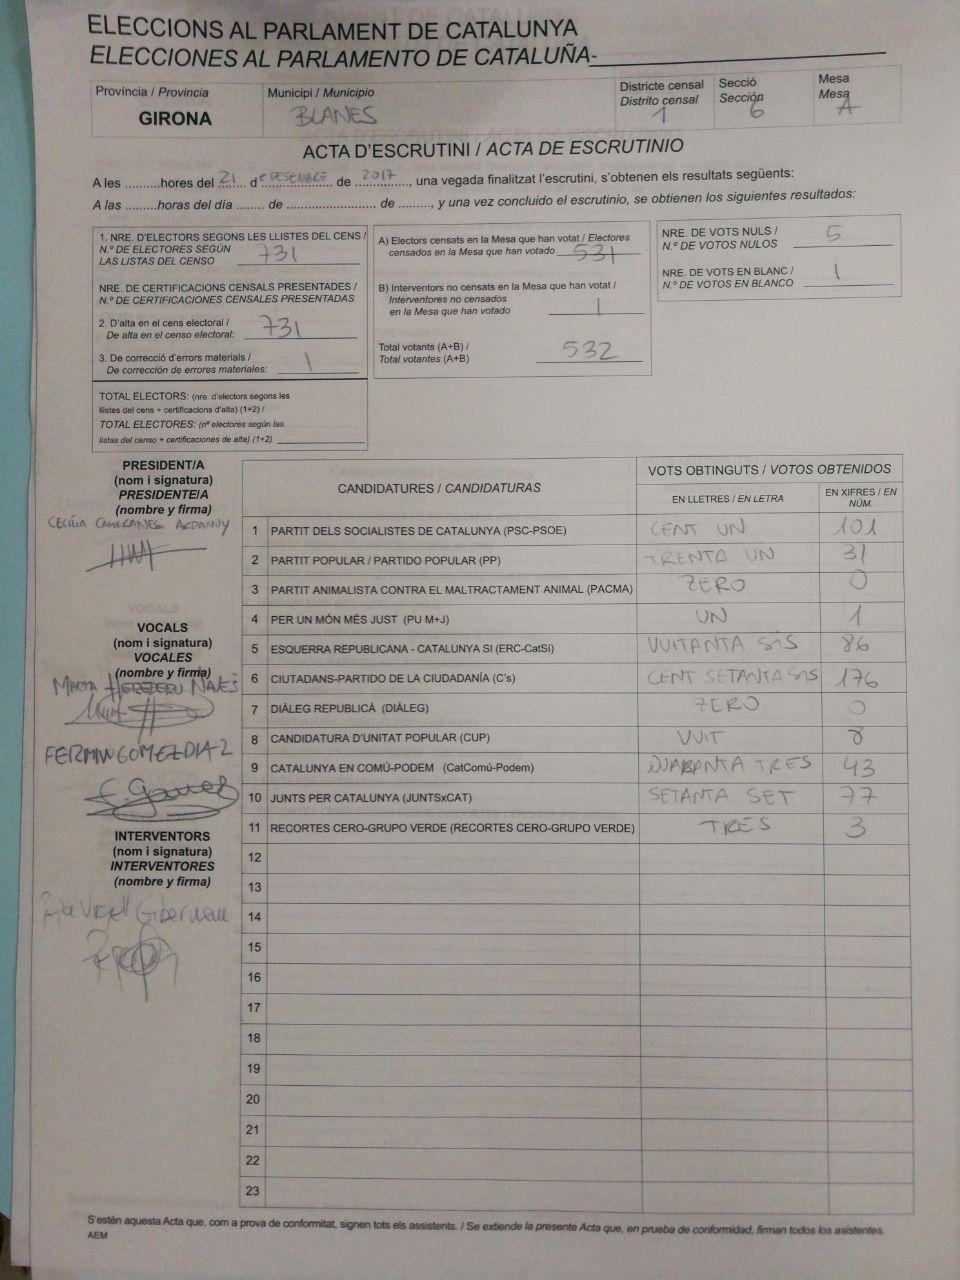 ELECCIONS AL PARLAMENT DE CATALUNYA
ELECCIONES AL PARLAMENTO DE CATALUÑA-
Província / Provincia
GIRONA
Municipi / Municipio
BLANES
Districte censal
Distrito censal
1
Secció
Sección
6
Mesa
Mesa
A
ACTA D'ESCRUTINI / ACTA DE ESCRUTINIO
A les ..........hores del 21 de DESEMBRE de 2017, una vegada finalitzat l'escrutini, s'obtenen els resultats següents:
A las .........horas del día ........ de ......................... de ........., y una vez concluido el escrutinio, se obtienen los siguientes resultados:
1. NRE. D'ELECTORS SEGONS LES LLISTES DEL CENS /
N.º DE ELECTORES SEGÚN
LAS LISTAS DEL CENSO 731
NRE. DE CERTIFICACIONS CENSALS PRESENTADES /
N.º DE CERTIFICACIONES CENSALES PRESENTADAS
2. D'alta en el cens electoral /
De alta en el censo electoral: 731
3. De correcció d'errors materials /
De corrección de errores materiales: 1
TOTAL ELECTORS: (nre. d'electors segons les
llistes del cens + certificacions d'alta) (1+2) /
TOTAL ELECTORES: (nº electores según las
listas del censo + certificaciones de alta) (1+2)
A) Electors censats en la Mesa que han votat / Electores
censados en la Mesa que han votado 531
B) Interventors no censats en la Mesa que han votat /
Interventores no censados
en la Mesa que han votado 1
Total votants (A+B) /
Total votantes (A+B) 532
NRE. DE VOTS NULS /
N.º DE VOTOS NULOS 5
NRE. DE VOTS EN BLANC /
N.º DE VOTOS EN BLANCO 1
PRESIDENT/A
(nom i signatura)
PRESIDENTE/A
(nombre y firma)
VOCALS
(nom i signatura)
VOCALES
(nombre y firma)
FERMIN GOMEZ DIAZ
INTERVENTORS
(nom i signatura)
INTERVENTORES
(nombre y firma)
CANDIDATURES / CANDIDATURAS
VOTS OBTINGUTS / VOTOS OBTENIDOS
EN LLETRES / EN LETRA
EN XIFRES / EN
NÚM.
1 PARTIT DELS SOCIALISTES DE CATALUNYA (PSC-PSOE) CENT UN 101
2 PARTIT POPULAR / PARTIDO POPULAR (PP) TRENTA UN 31
3 PARTIT ANIMALISTA CONTRA EL MALTRACTAMENT ANIMAL (PACMA) ZERO 0
4 PER UN MÓN MÉS JUST (PU M+J) UN 1
5 ESQUERRA REPUBLICANA - CATALUNYA SI (ERC-CatSi) VUITANTA SIS 86
6 CIUTADANS-PARTIDO DE LA CIUDADANÍA (C's) CENT SETANTA SIS 176
7 DIÀLEG REPUBLICÀ (DIÀLEG) ZERO 0
8 CANDIDATURA D'UNITAT POPULAR (CUP) VUIT 8
9 CATALUNYA EN COMÚ-PODEM (CatComú-Podem) TRES 43
10 JUNTS PER CATALUNYA (JUNTSxCAT) SETANTA SET 77
11 RECORTES CERO-GRUPO VERDE (RECORTES CERO-GRUPO VERDE) TRES 3
12
13
14
15
16
17
18
19
20
21
22
23
S'estén aquesta Acta que, com a prova de conformitat, signen tots els assistents. / Se extiende la presente Acta que, en prueba de conformidad, firman todos los asistentes.
AEM